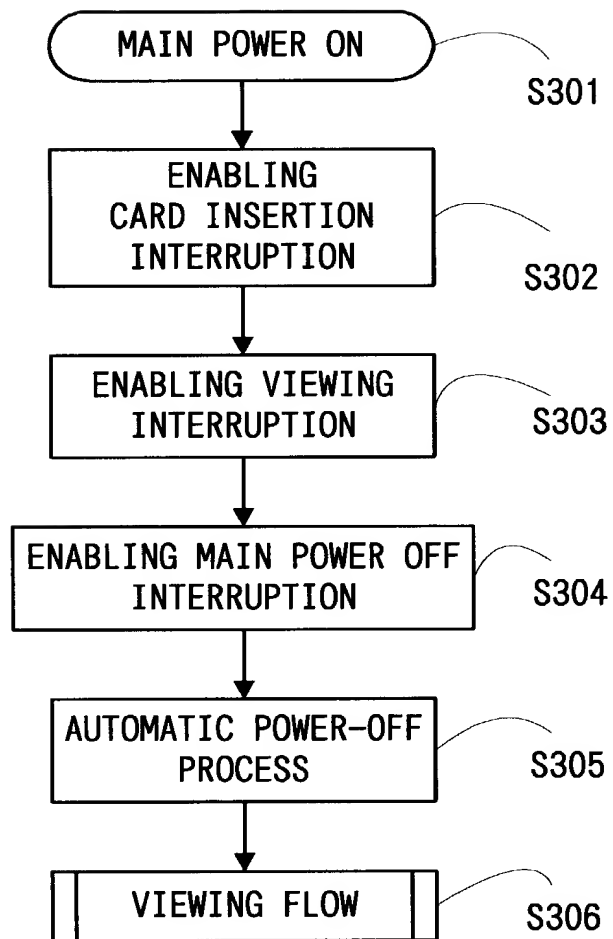 MAIN POWER ON
S301
ENABLING
CARD INSERTION
INTERRUPTION
S302
ENABLING VIEWING
INTERRUPTION
S303
ENABLING MAIN POWER OFF
INTERRUPTION
S304
AUTOMATIC POWER-OFF
PROCESS
S305
VIEWING FLOW
S306